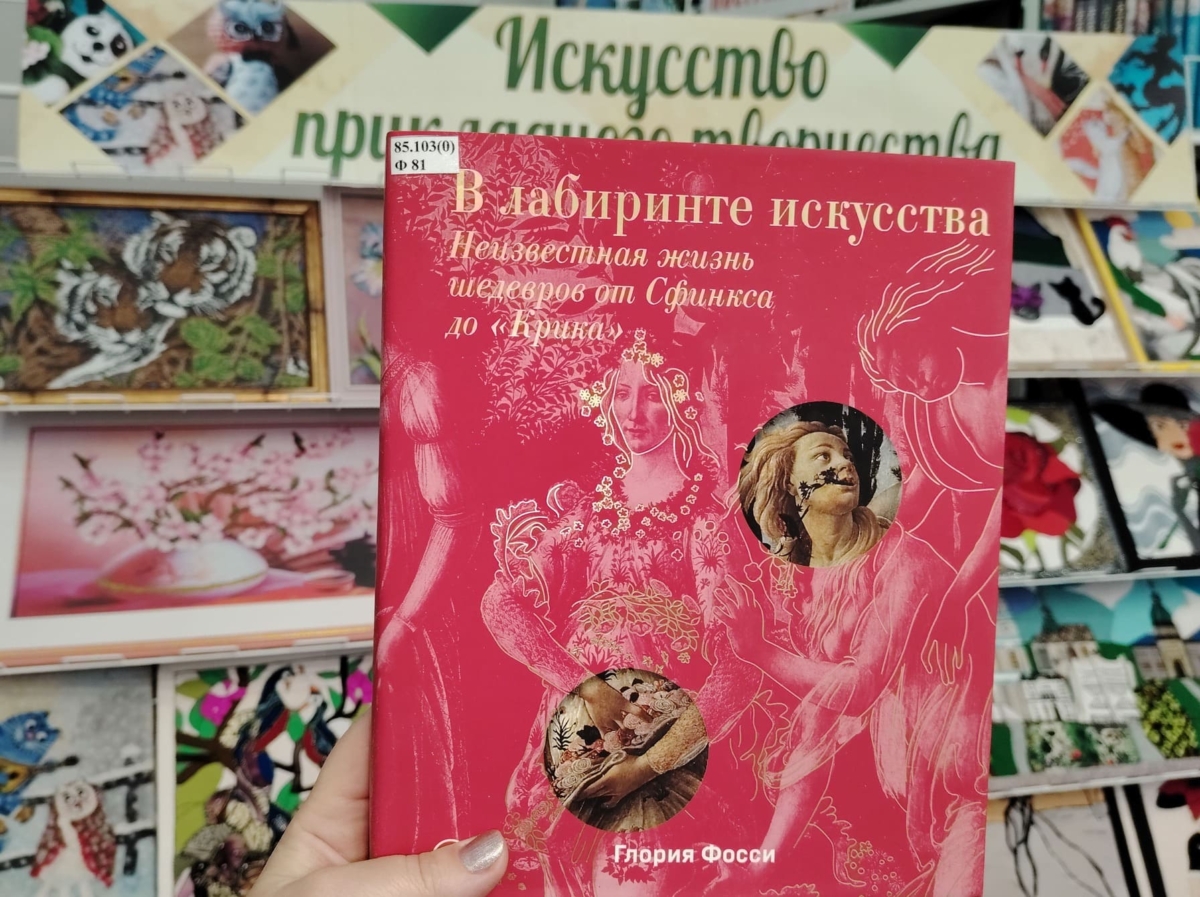 Искусство
прикладного творчества
85.103(0)
Ф 81
В лабиринте искусства
Неизвестная жизнь
шедевров от Сфинкса
до «Крика»
Глория Фосси